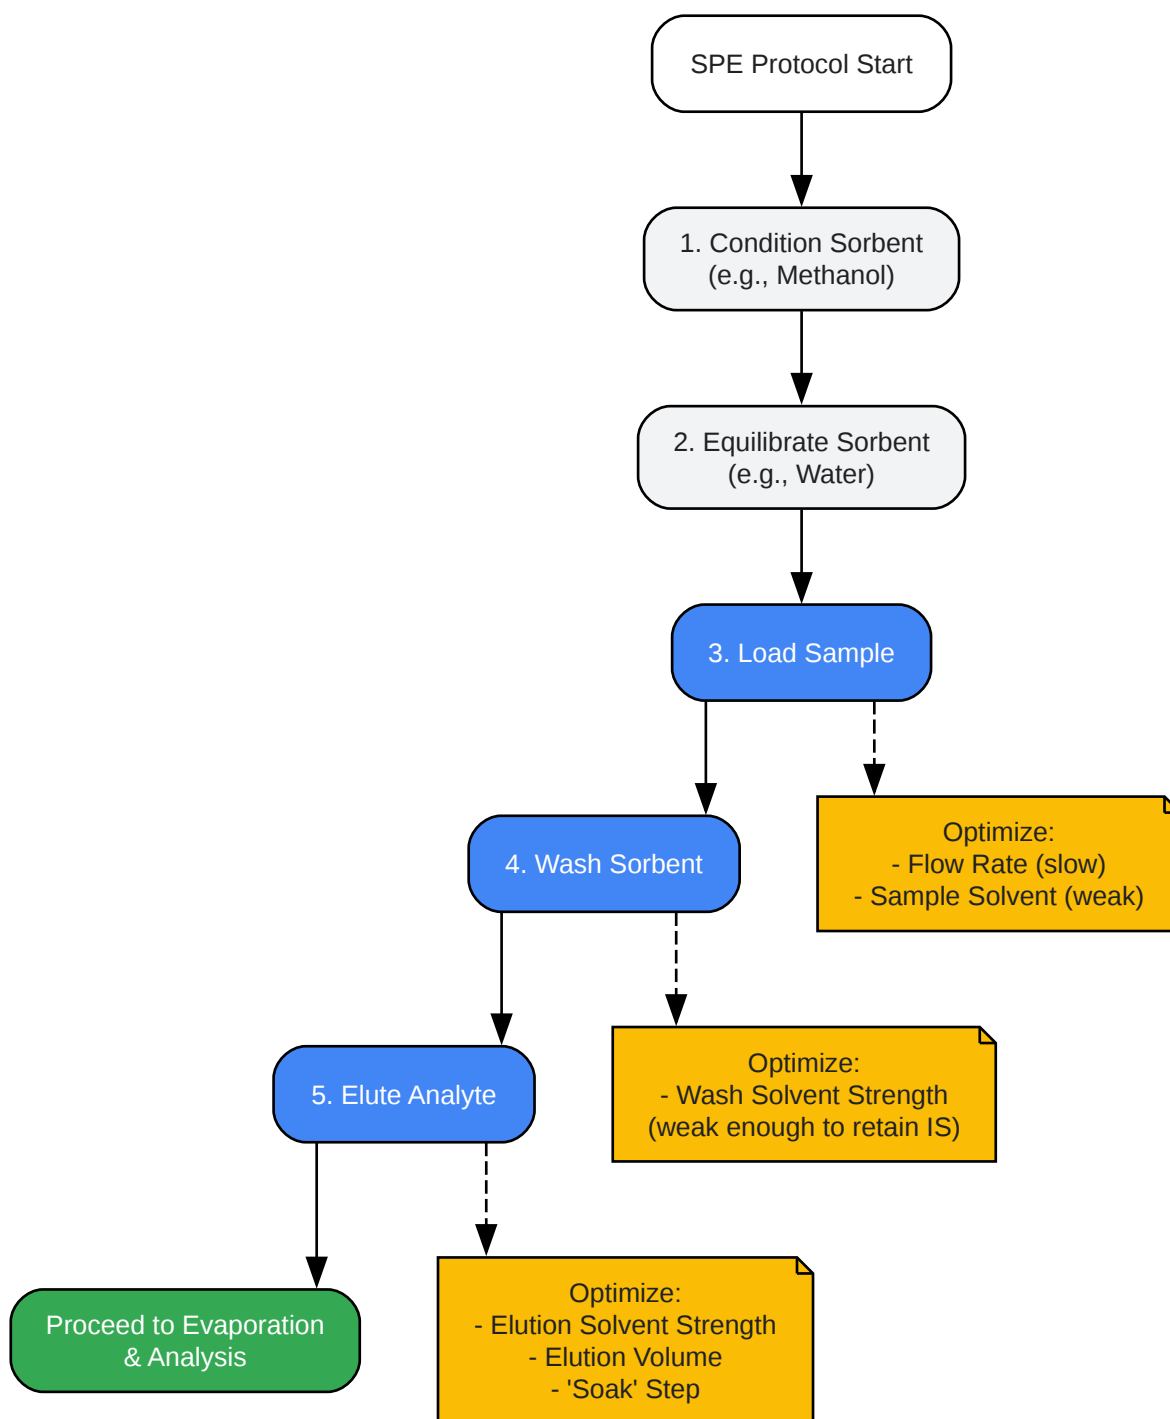 SPE Protocol Start
1. Condition Sorbent
(e.g., Methanol)
2. Equilibrate Sorbent
(e.g., Water)
3. Load Sample
Optimize:
- Flow Rate (slow)
- Sample Solvent (weak)
4. Wash Sorbent
Optimize:
- Wash Solvent Strength
(weak enough to retain IS)
5. Elute Analyte
Optimize:
- Elution Solvent Strength
- Elution Volume
- 'Soak' Step
Proceed to Evaporation
& Analysis